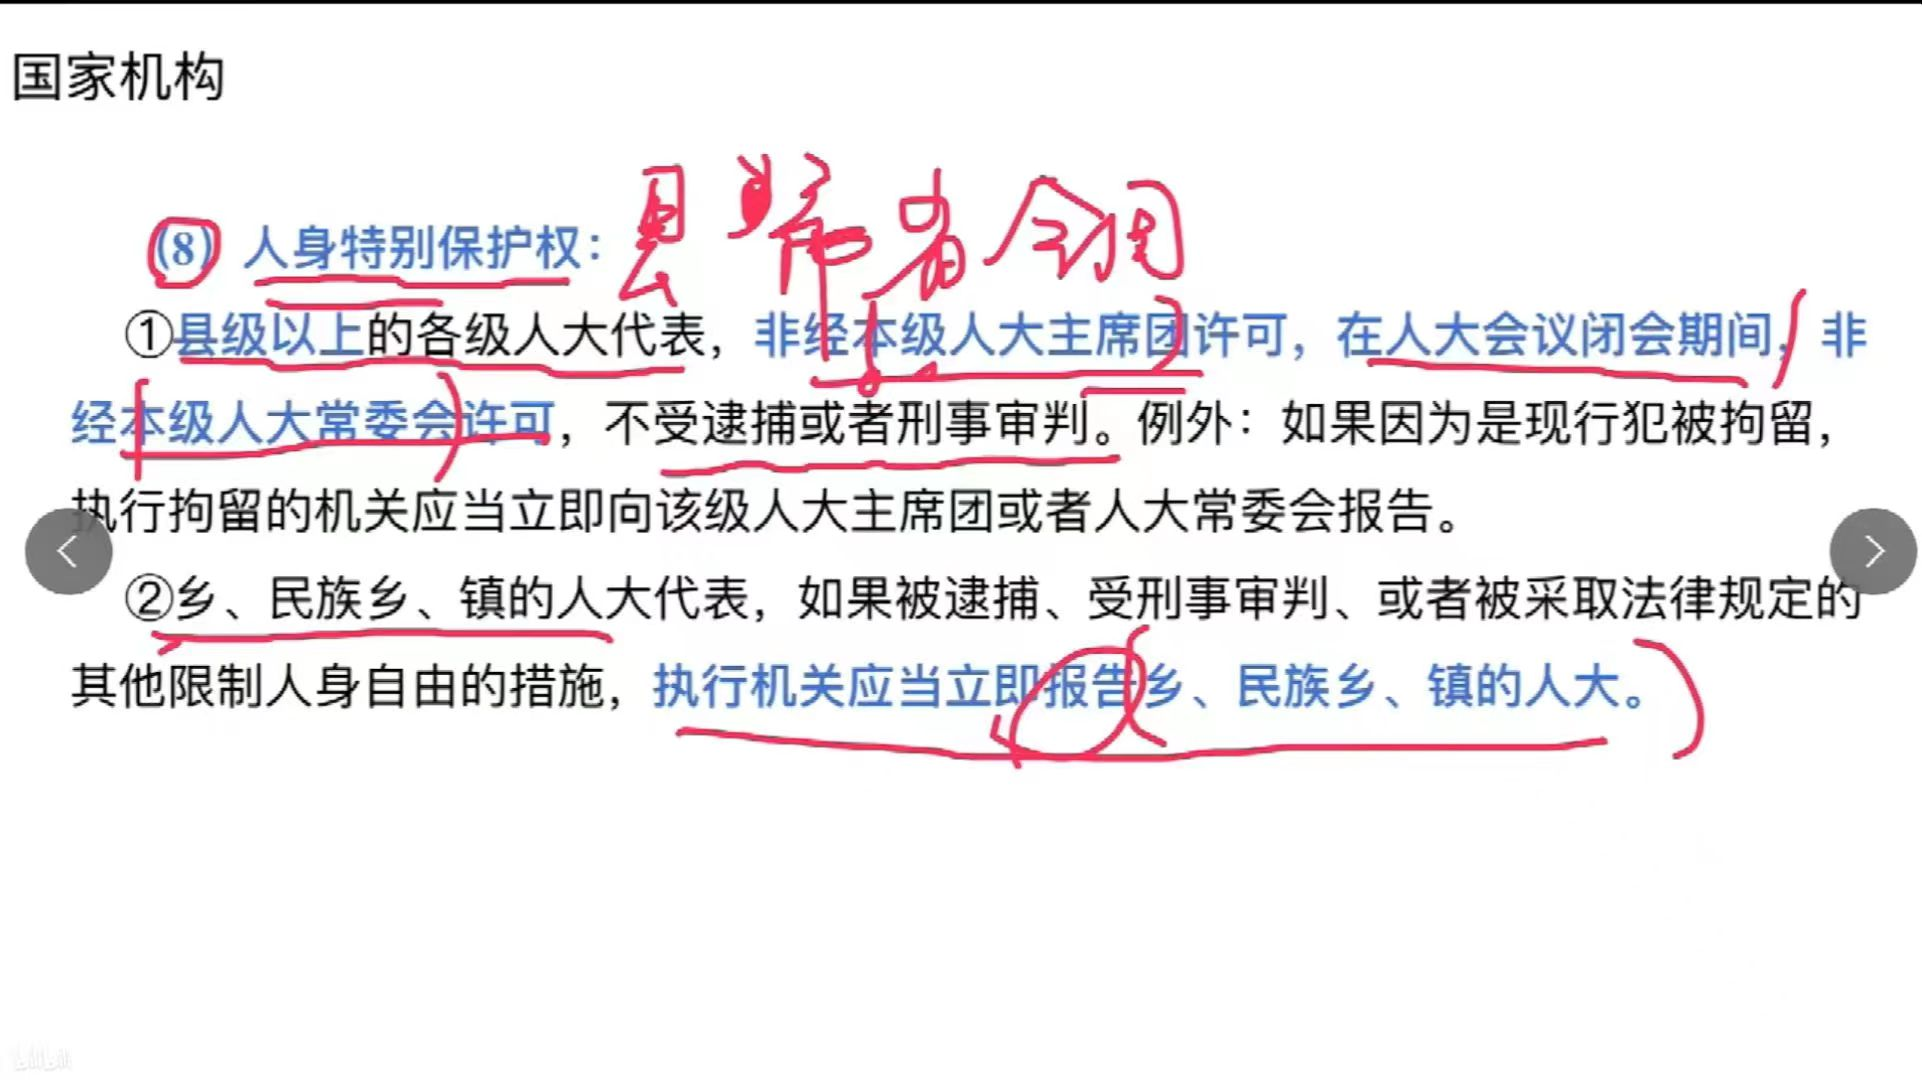 国家机构
县 设 市 省 全国
(8) 人身特别保护权：
①县级以上的各级人大代表，非经本级人大主席团许可，在人大会议闭会期间，非
经本级人大常委会许可，不受逮捕或者刑事审判。例外：如果因为是现行犯被拘留，
执行拘留的机关应当立即向该级人大主席团或者人大常委会报告。
②乡、民族乡、镇的人大代表，如果被逮捕、受刑事审判、或者被采取法律规定的
其他限制人身自由的措施，执行机关应当立即报告乡、民族乡、镇的人大。